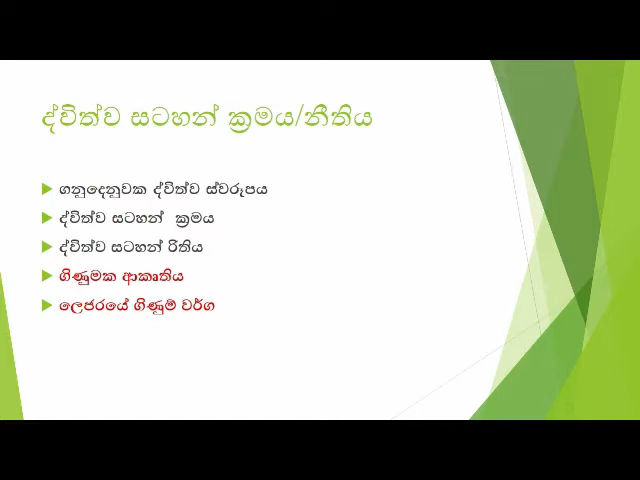 ද්විත්ව සටහන් ක්‍රමය/නීතිය
ගනුදෙනුවක ද්විත්ව ස්වරූපය
ද්විත්ව සටහන් ක්‍රමය
ද්විත්ව සටහන් රිතිය
ගිණුමක ආකෘතිය
ලෙජරයේ ගිණුම් වර්ග